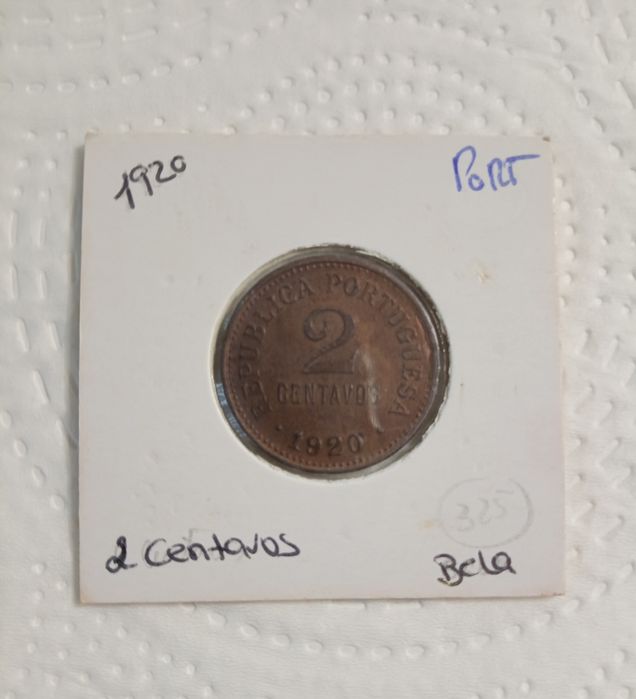 1920
PORT
REPUBLICA PORTUGUESA
2
CENTAVOS
1920
2 Centavos
325
Bela